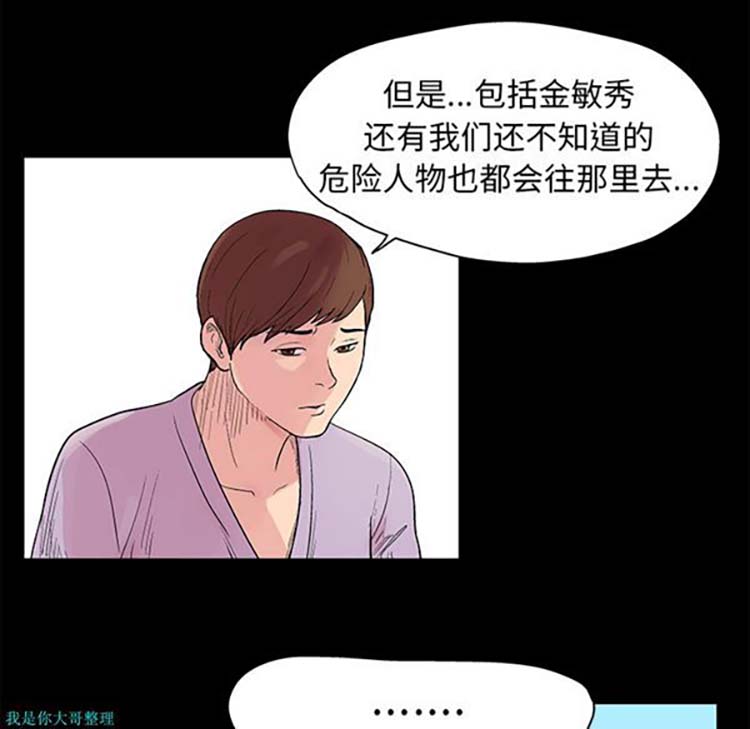 但是...包括金敏秀
还有我们还不知道的
危险人物也都会往那里去...
.......
我是你大哥整理